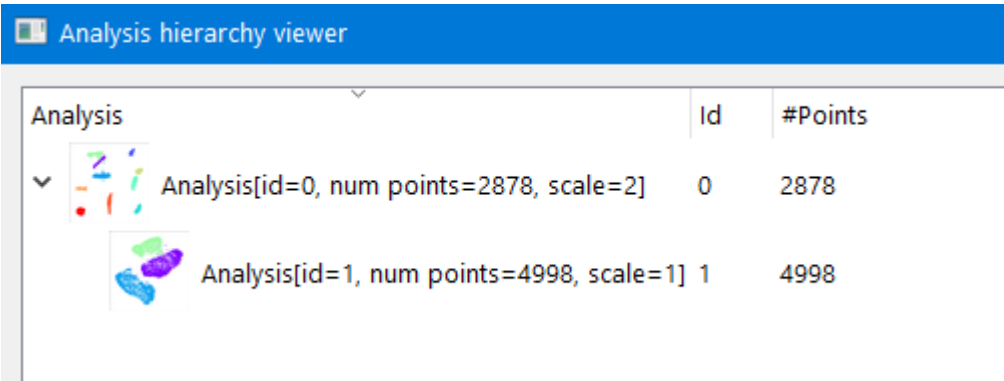 Analysis hierarchy viewer
Analysis Id #Points
Analysis[id=0, num points=2878, scale=2] 0 2878
Analysis[id=1, num points=4998, scale=1] 1 4998